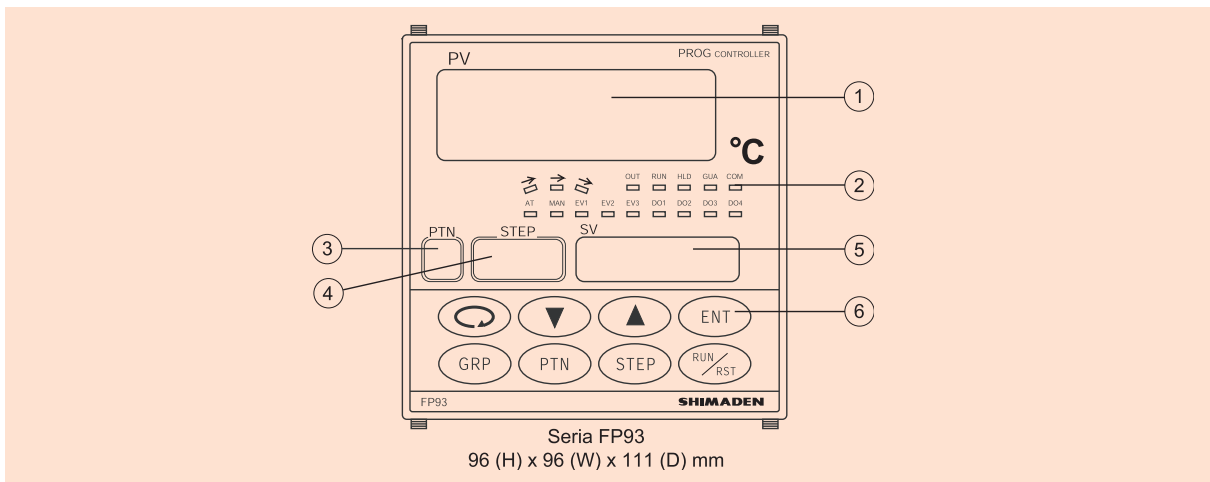 PV
PROG CONTROLLER
1
°C
OUT RUN HLD GUA COM
2
AT MAN EV1 EV2 EV3 DO1 DO2 DO3 DO4
3
PTN STEP SV
5
4
ENT
6
GRP PTN STEP RUN/RST
FP93 SHIMADEN
Seria FP93
96 (H) x 96 (W) x 111 (D) mm